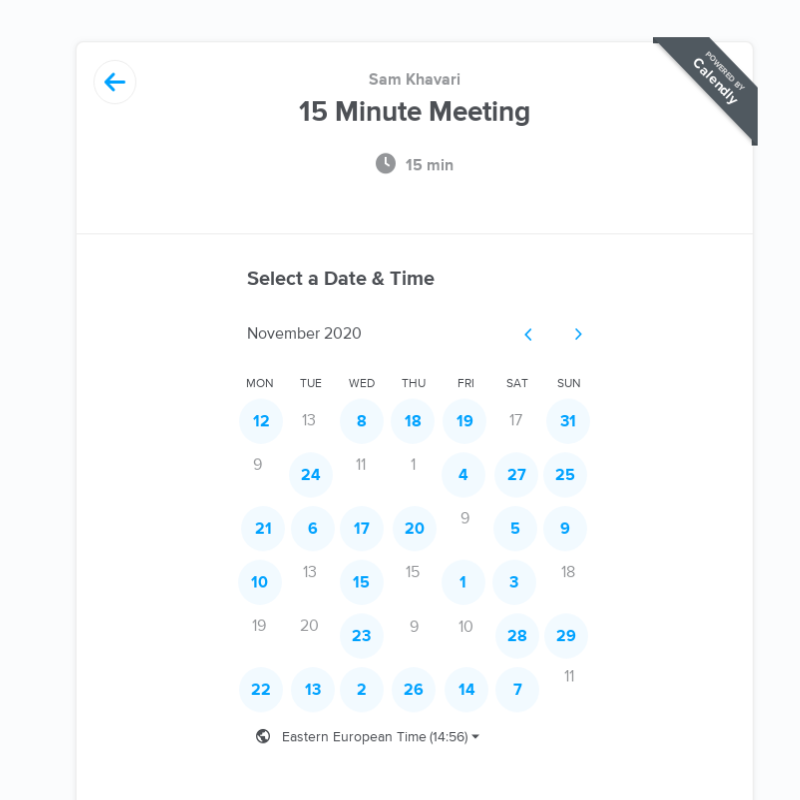 POWERED BY
Calendly
Sam Khavari
15 Minute Meeting
15 min
Select a Date & Time
November 2020
MON TUE WED THU FRI SAT SUN
12 13 8 18 19 17 31
9 24 11 1 4 27 25
21 6 17 20 9 5 9
10 13 15 15 1 3 18
19 20 23 9 10 28 29
22 13 2 26 14 7 11
Eastern European Time (14:56)